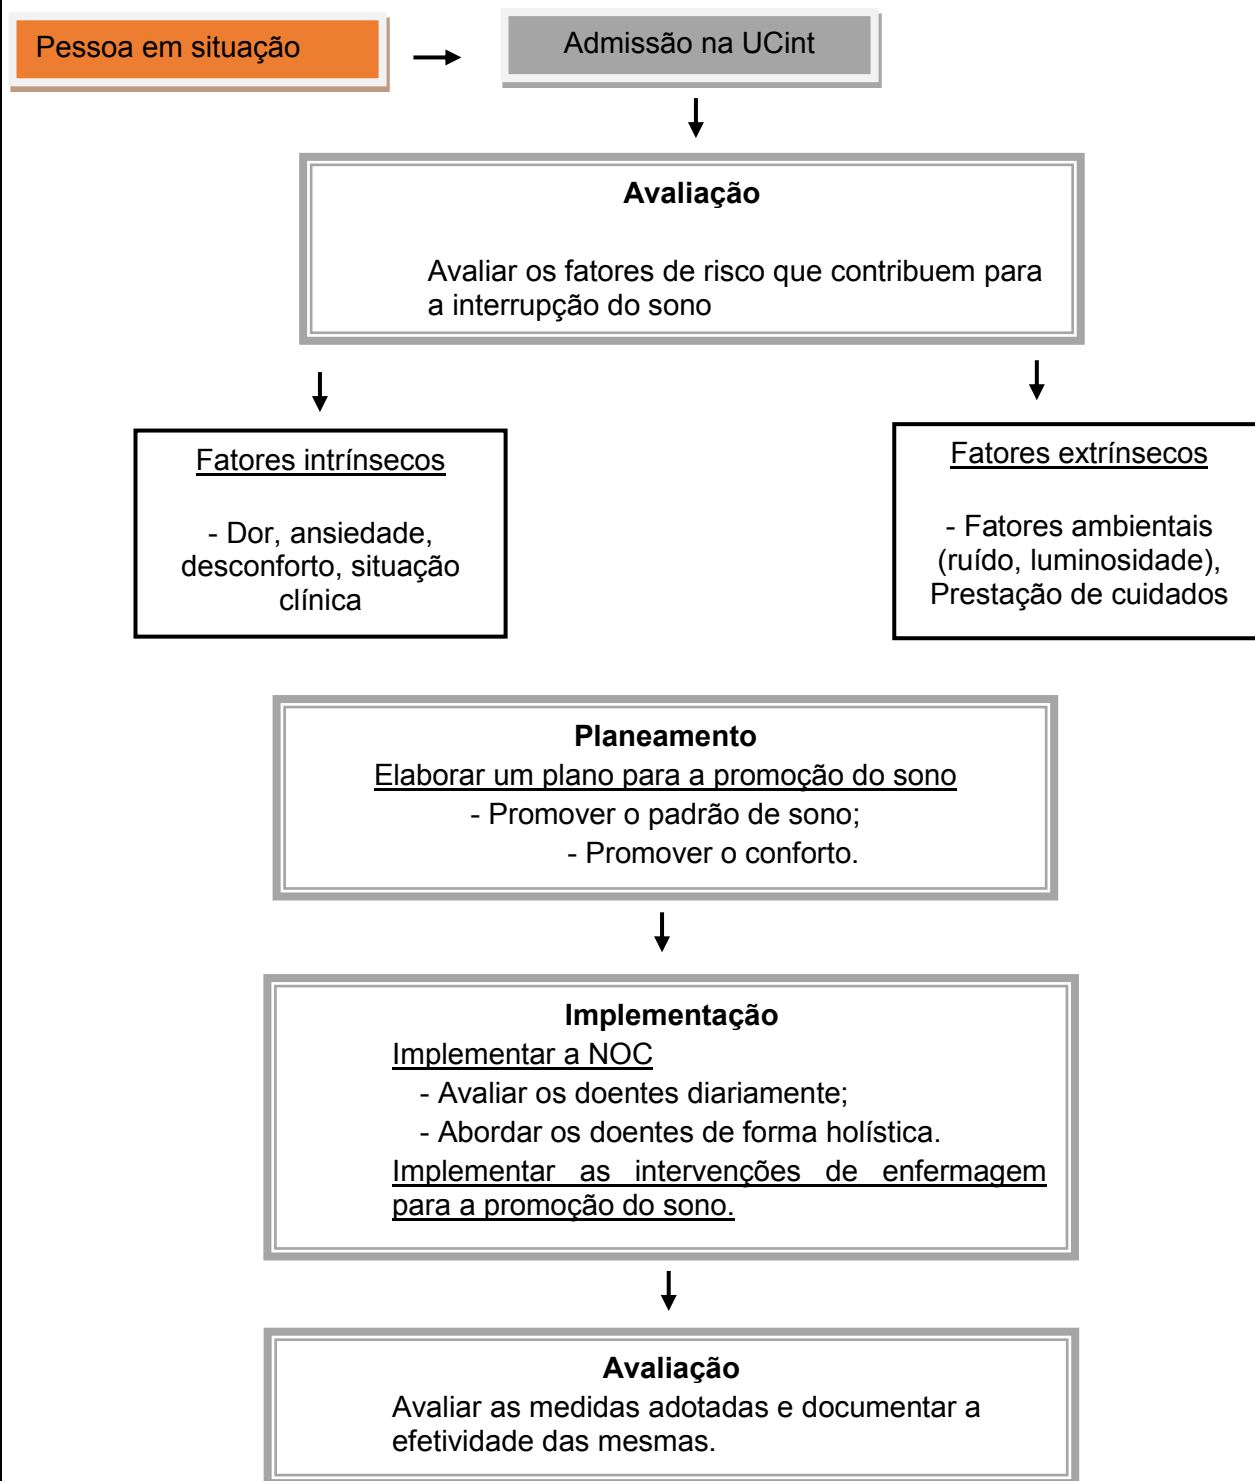 Pessoa em situação
Admissão na UCint
Avaliação
Avaliar os fatores de risco que contribuem para
a interrupção do sono
Fatores intrínsecos
- Dor, ansiedade,
desconforto, situação
clínica
Fatores extrínsecos
- Fatores ambientais
(ruído, luminosidade),
Prestação de cuidados
Planeamento
Elaborar um plano para a promoção do sono
- Promover o padrão de sono;
- Promover o conforto.
Implementação
Implementar a NOC
- Avaliar os doentes diariamente;
- Abordar os doentes de forma holística.
Implementar as intervenções de enfermagem
para a promoção do sono.
Avaliação
Avaliar as medidas adotadas e documentar a
efetividade das mesmas.